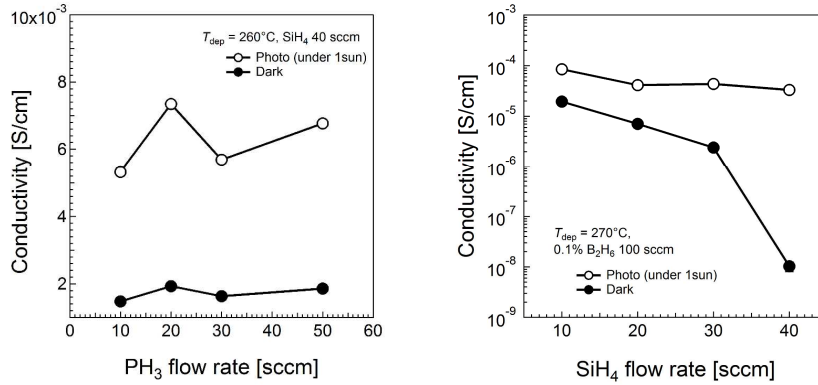 10x10⁻³
8
6
4
2
0
10
20
30
40
50
60
Conductivity [S/cm]
PH₃ flow rate [sccm]
T_dep = 260°C, SiH₄ 40 sccm
Photo (under 1sun)
Dark
10⁻³
10⁻⁴
10⁻⁵
10⁻⁶
10⁻⁷
10⁻⁸
10⁻⁹
10
20
30
40
Conductivity [S/cm]
SiH₄ flow rate [sccm]
T_dep = 270°C,
0.1% B₂H₆ 100 sccm
Photo (under 1sun)
Dark